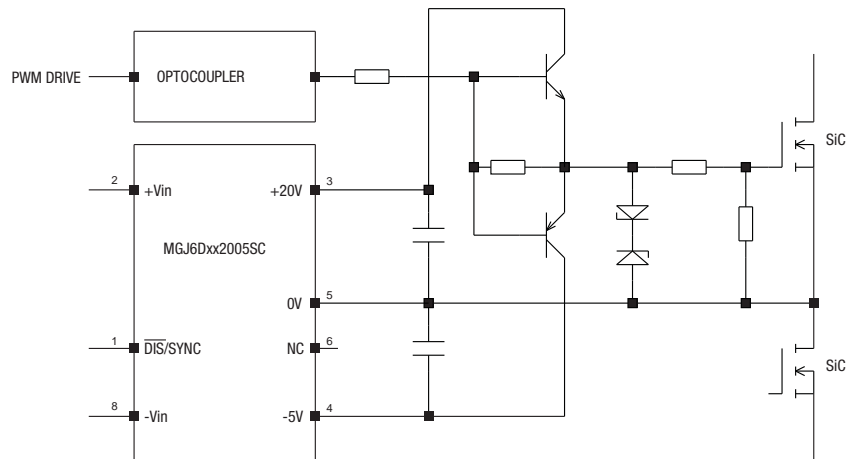 PWM DRIVE
OPTOCOUPLER
SiC
2
+Vin
+20V
3
MGJ6Dxx2005SC
0V
5
1
DIS/SYNC
NC
6
SiC
8
-Vin
-5V
4